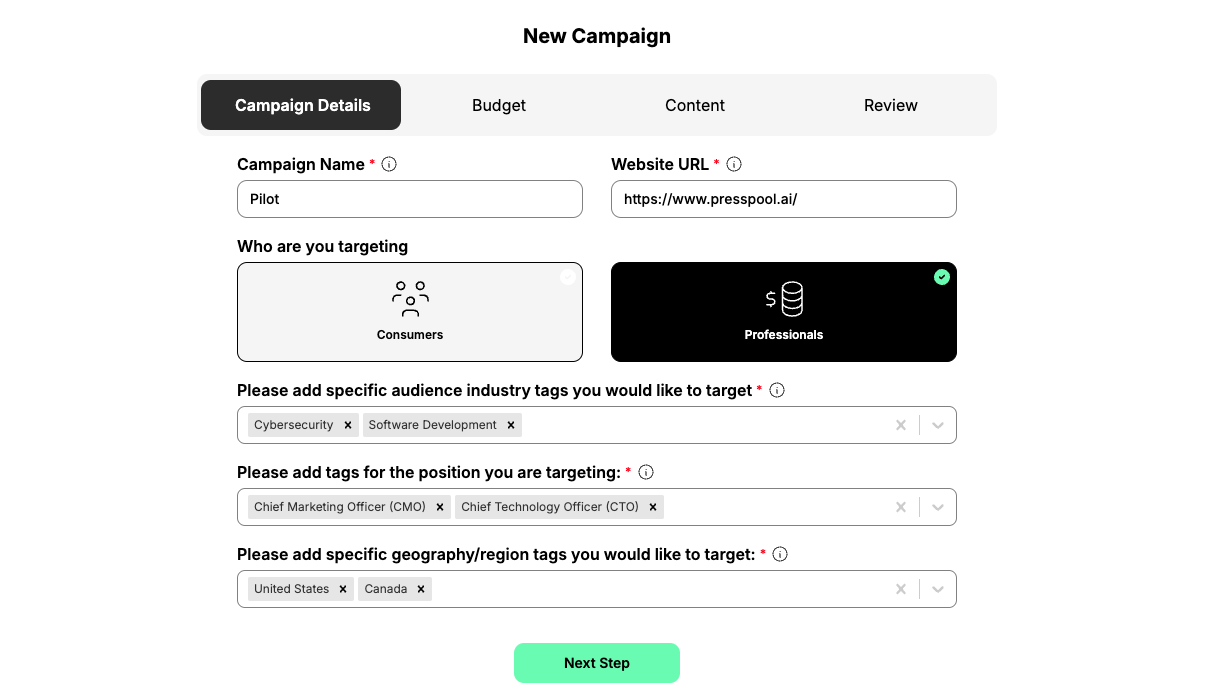 New Campaign
Campaign Details Budget Content Review
Campaign Name * Website URL *
Pilot https://www.presspool.ai/
Who are you targeting
Consumers Professionals
Please add specific audience industry tags you would like to target *
Cybersecurity Software Development
Please add tags for the position you are targeting: *
Chief Marketing Officer (CMO) Chief Technology Officer (CTO)
Please add specific geography/region tags you would like to target: *
United States Canada
Next Step